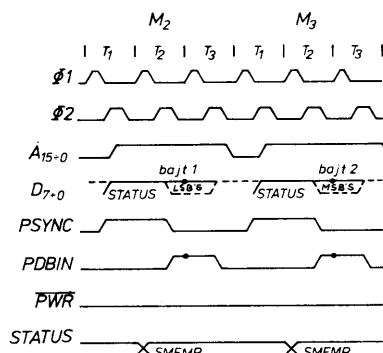 M2 M3
T1 T2 T3 T1 T2 T3
Φ1
Φ2
A15÷0
bajt 1 bajt 2
D7÷0 STATUS LSB'S STATUS MSB'S
PSYNC
PDBIN
PWR
STATUS SMEMR SMEMR